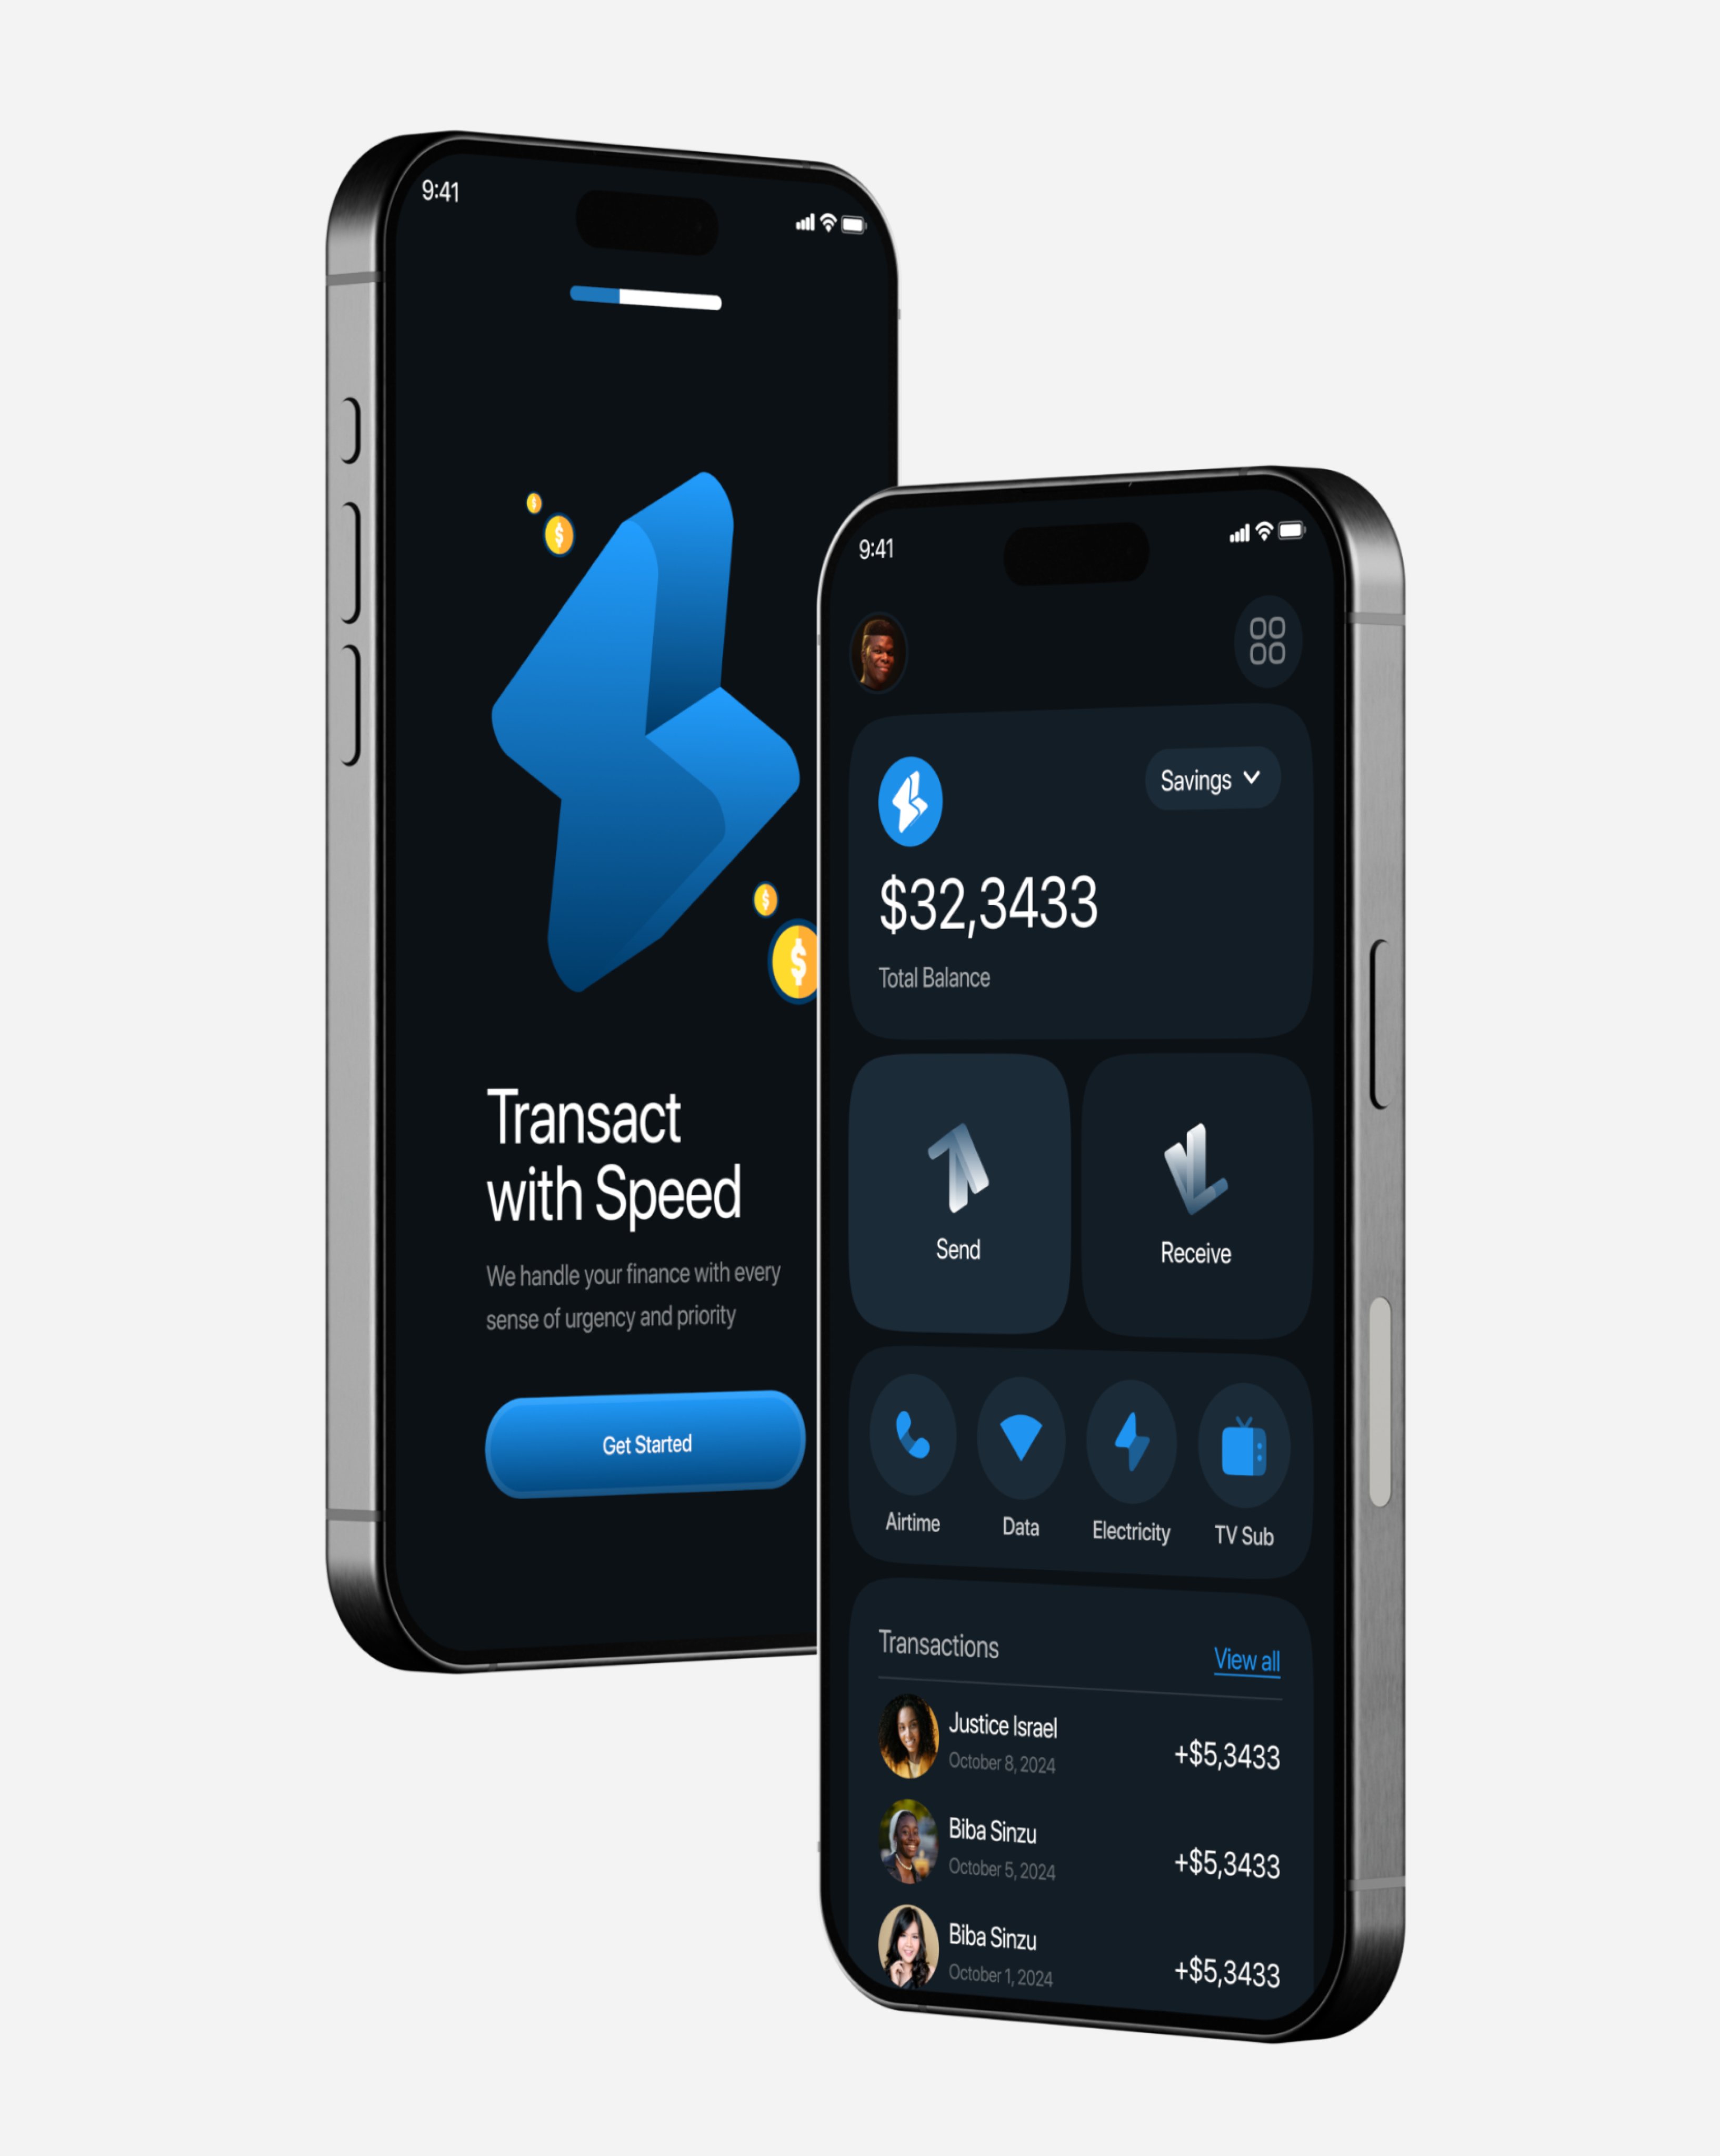 9:41
Transact
with Speed
We handle your finance with every
sense of urgency and priority
Get Started
9:41
Savings
$32,3433
Total Balance
Send
Receive
Airtime
Data
Electricity
TV Sub
Transactions
View all
Justice Israel
October 8, 2024
+$5,3433
Biba Sinzu
October 5, 2024
+$5,3433
Biba Sinzu
October 1, 2024
+$5,3433